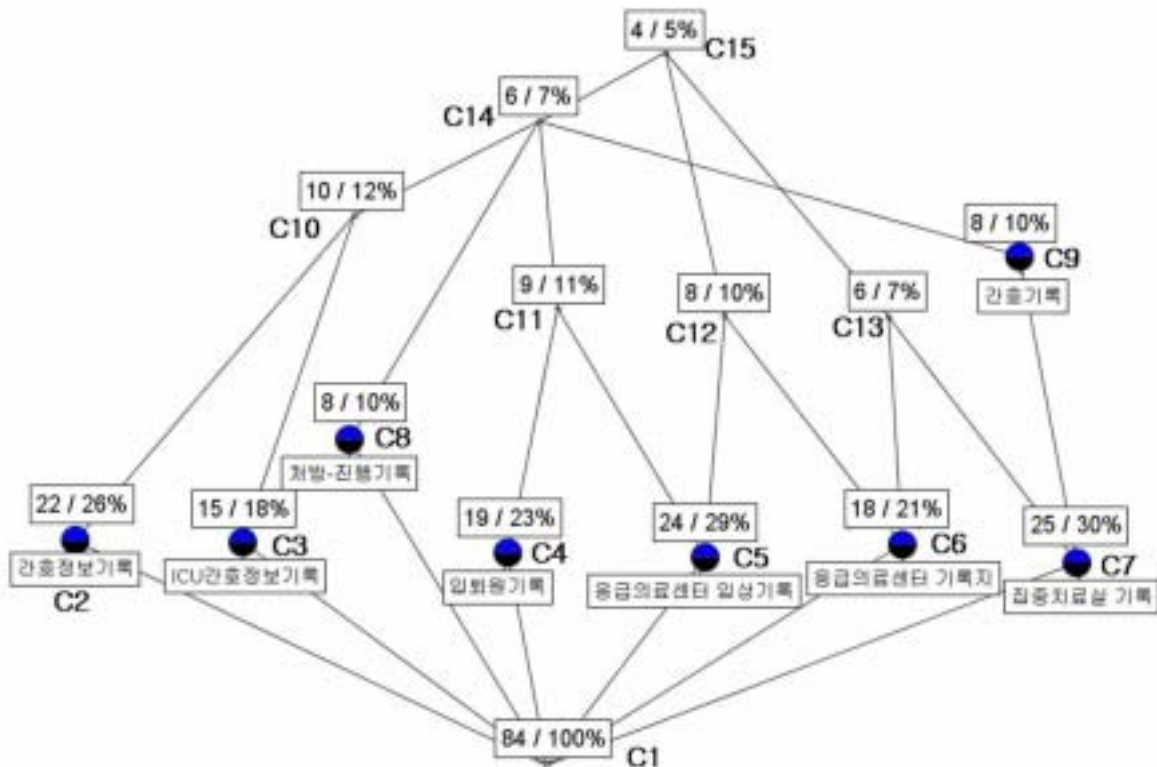 4 / 5%
C15
6 / 7%
C14
10 / 12%
C10
8 / 10%
C9
간호기록
9 / 11%
C11
8 / 10%
C12
6 / 7%
C13
8 / 10%
C8
처방-진행기록
22 / 26%
간호정보기록
C2
15 / 18%
C3
ICU간호정보기록
19 / 23%
C4
입퇴원기록
24 / 29%
C5
응급의료센터 임상기록
18 / 21%
C6
응급의료센터 기록지
25 / 30%
C7
집중치료실 기록
84 / 100%
C1